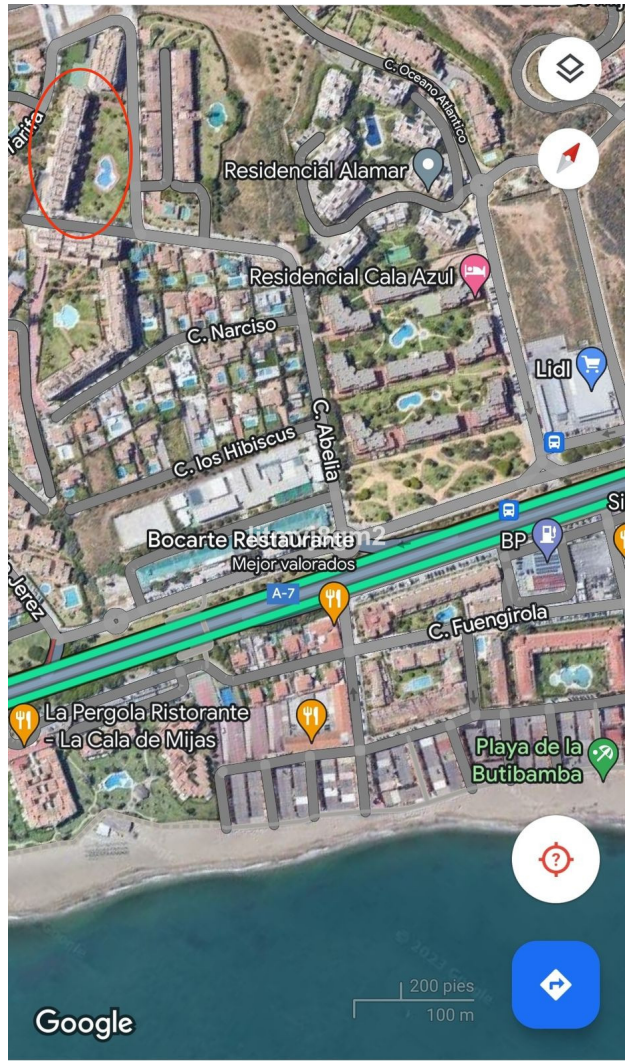 Tarifa
C. Oceano Atlantico
Residencial Alamar
Residencial Cala Azul
C. Narciso
Lidl
C. Abelia
C. los Hibiscus
Si
Bocarte Restaurante
Mejor valorados
BP
A-7
C. Fuengirola
Jerez
La Pergola Ristorante
- La Cala de Mijas
Playa de la
Butibamba
?
200 pies
100 m
Google